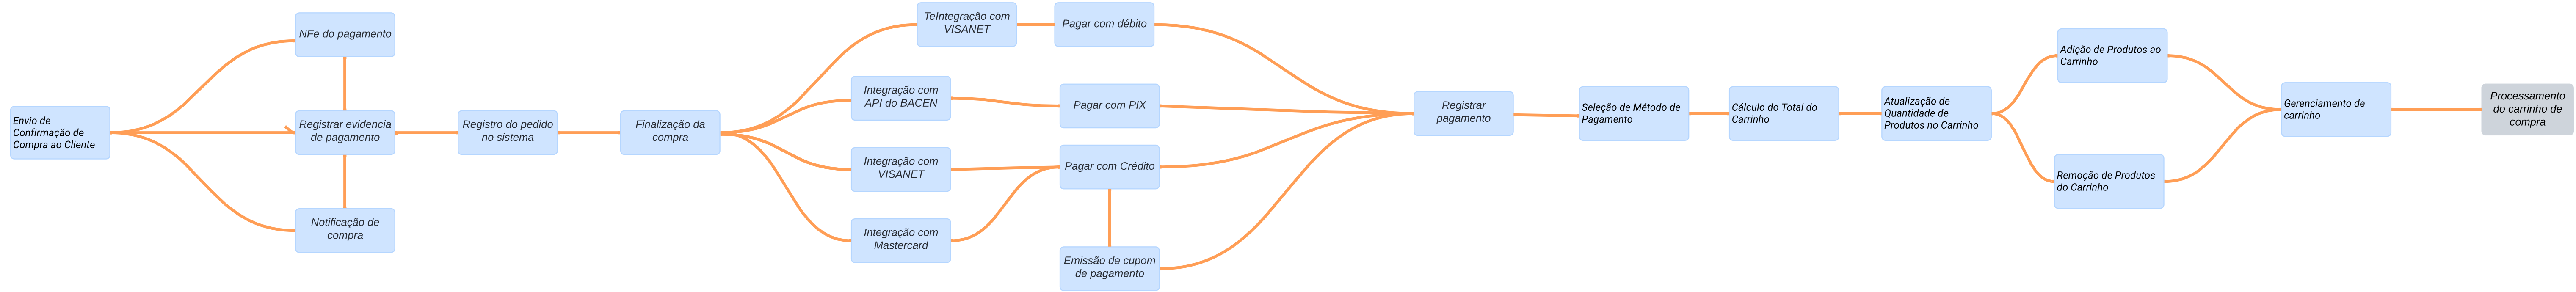 Envio de
Confirmação de
Compra ao Cliente
NFe do pagamento
Registrar evidencia
de pagamento
Notificação de
compra
Registro do pedido
no sistema
Finalização da
compra
TeIntegração com
VISANET
Integração com
API do BACEN
Integração com
VISANET
Integração com
Mastercard
Pagar com débito
Pagar com PIX
Pagar com Crédito
Emissão de cupom
de pagamento
Registrar
pagamento
Seleção de Método de
Pagamento
Cálculo do Total do
Carrinho
Atualização de
Quantidade de
Produtos no Carrinho
Adição de Produtos ao
Carrinho
Remoção de Produtos
do Carrinho
Gerenciamento de
carrinho
Processamento
do carrinho de
compra